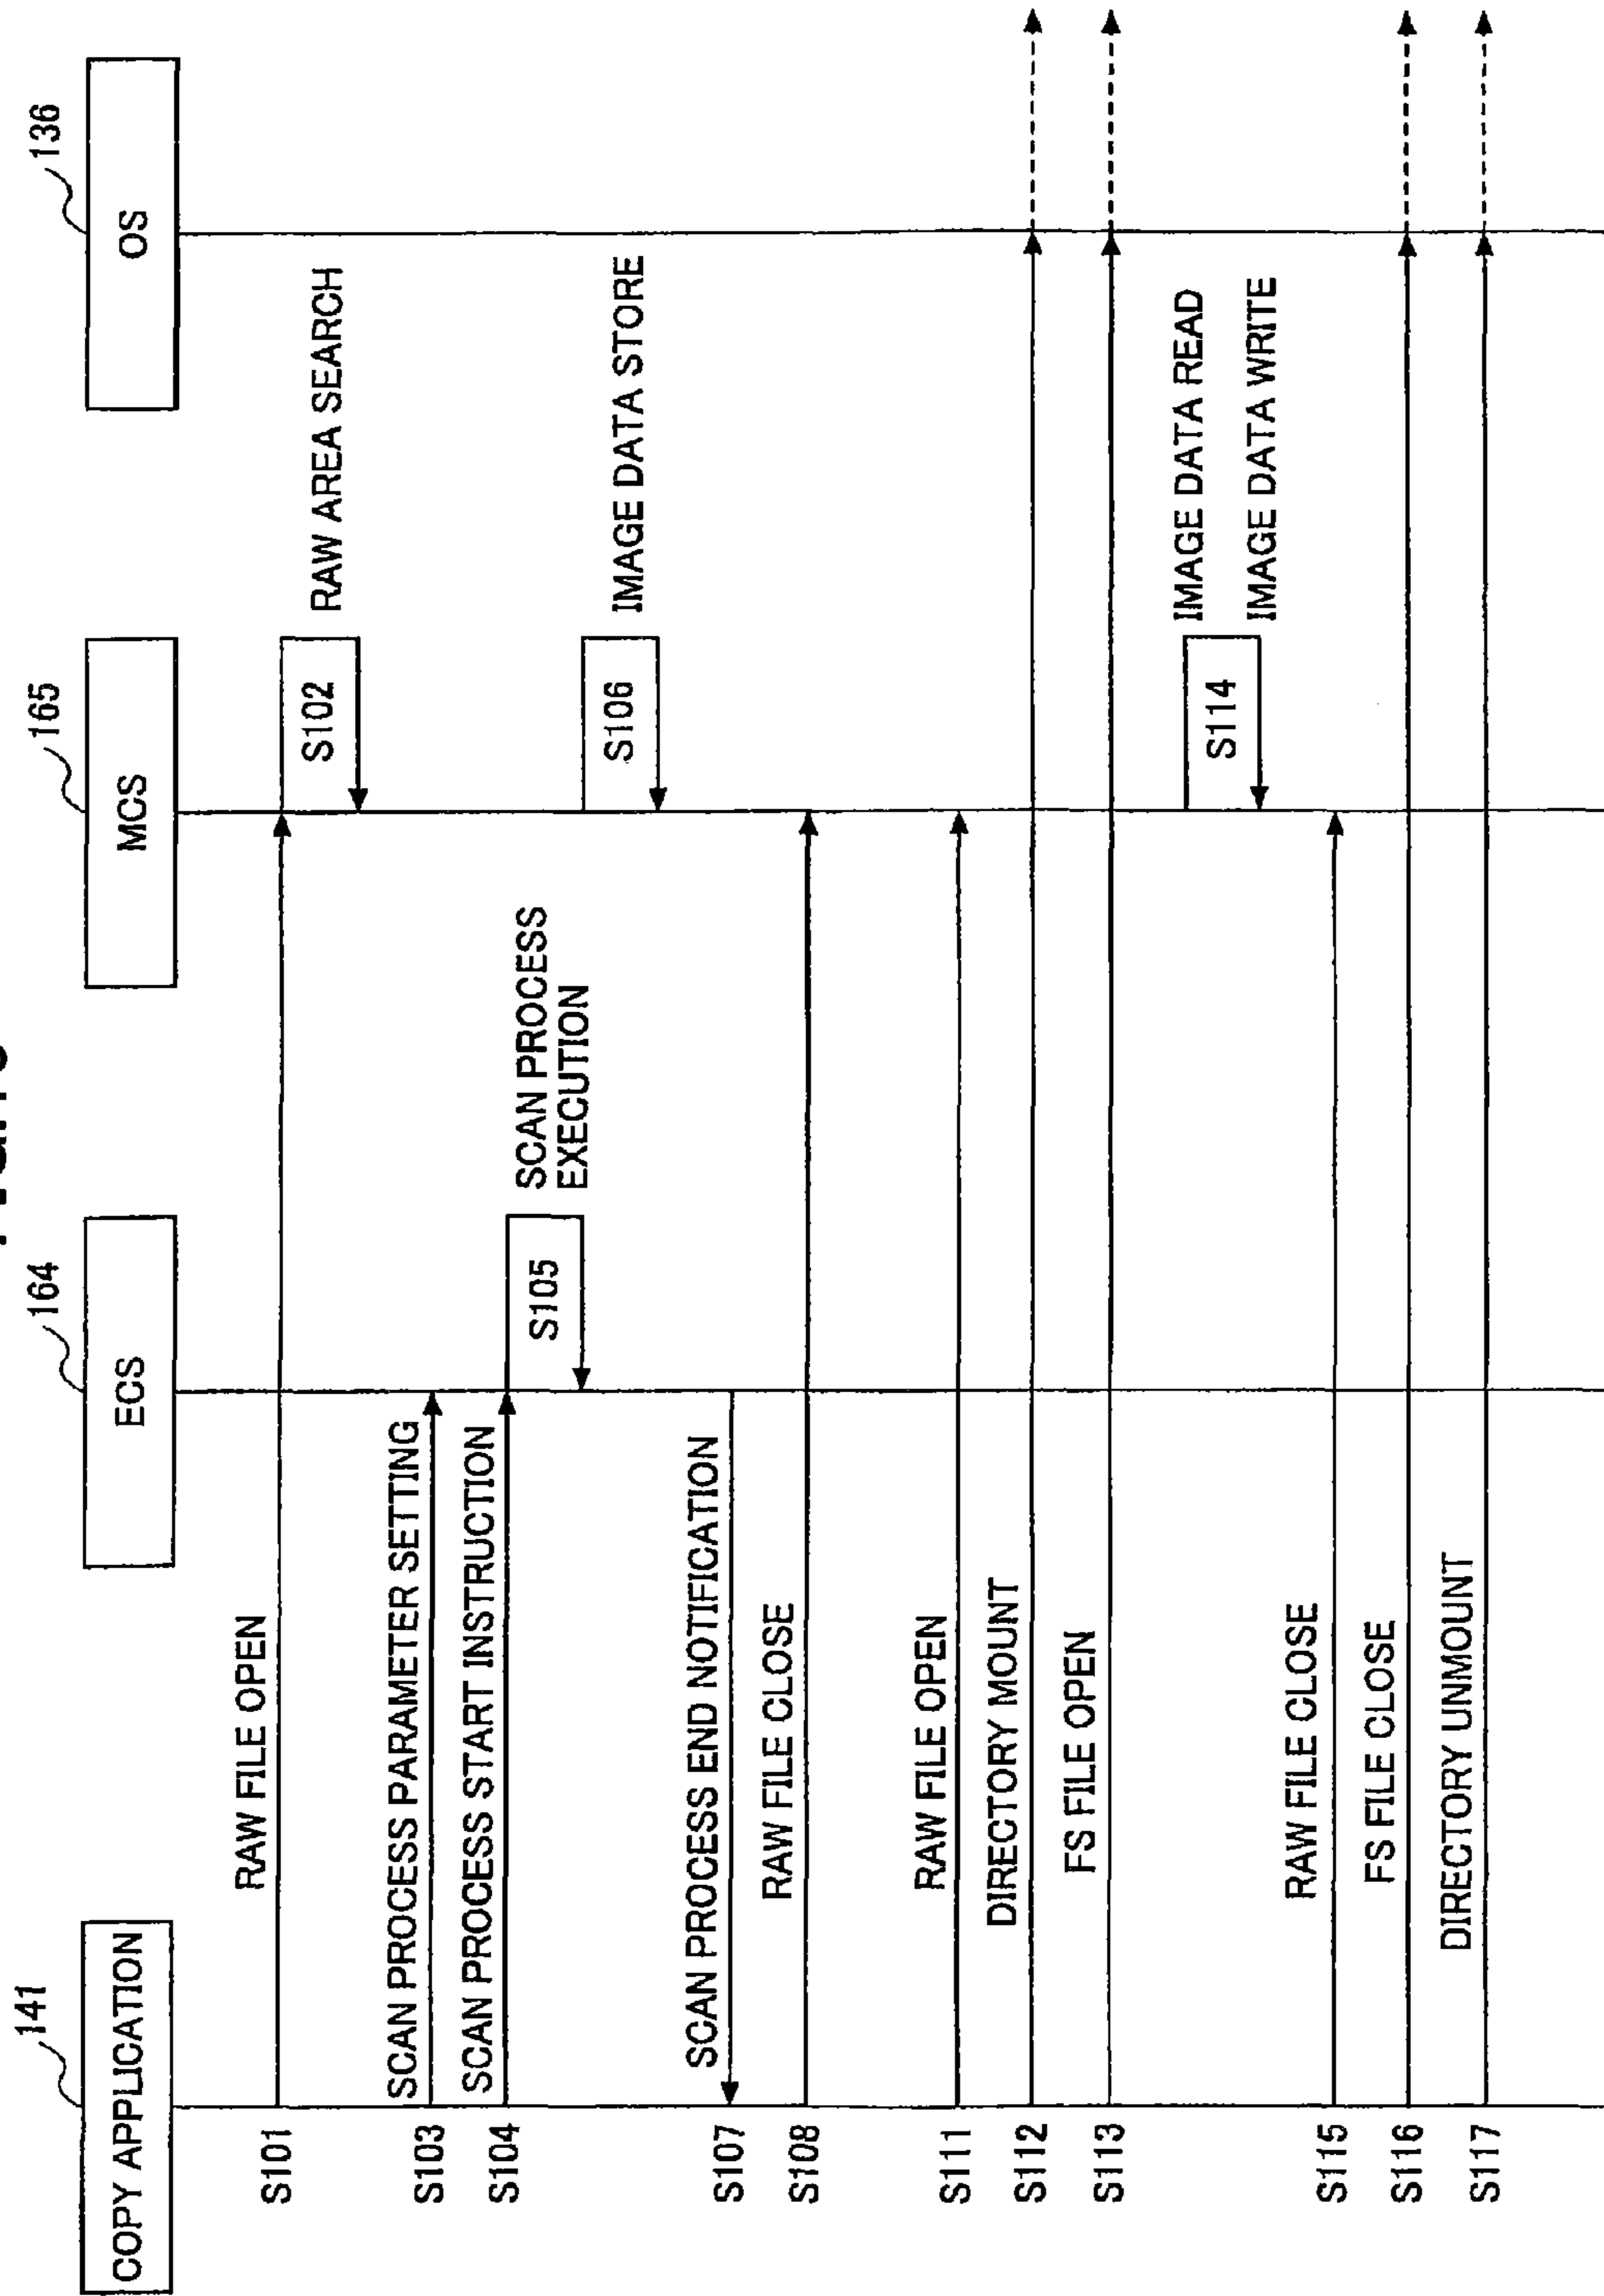 141
COPY APPLICATION
164
ECS
165
MCS
136
OS
S101
RAW FILE OPEN
S102
RAW AREA SEARCH
S103
SCAN PROCESS PARAMETER SETTING
S104
SCAN PROCESS START INSTRUCTION
S105
SCAN PROCESS
EXECUTION
S106
IMAGE DATA STORE
S107
SCAN PROCESS END NOTIFICATION
S108
RAW FILE CLOSE
S111
RAW FILE OPEN
S112
DIRECTORY MOUNT
S113
FS FILE OPEN
S114
IMAGE DATA READ
IMAGE DATA WRITE
S115
RAW FILE CLOSE
S116
FS FILE CLOSE
S117
DIRECTORY UNMOUNT